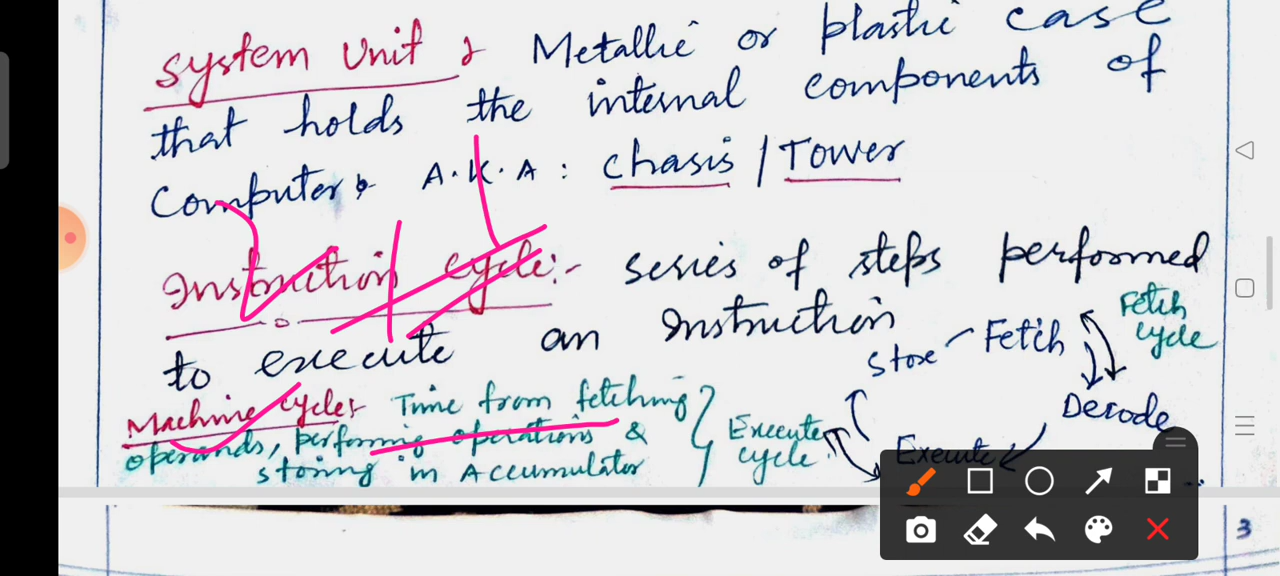 System Unit : Metallic or plastic case
that holds the internal components of
Computer. A.K.A : Chasis / Tower
Instruction Cycle:- series of steps performed
to execute an Instruction
Machine Cycle:- Time from fetching
operands, performing operations &
storing in Accumulator
Execute
cycle
Store
Fetch
Fetch
cycle
Decode
Execute
3